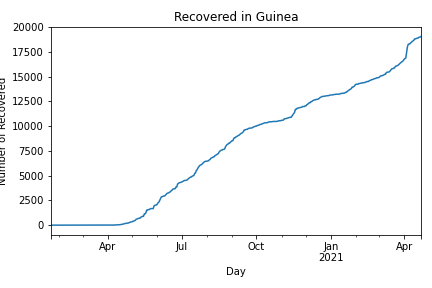 Recovered in Guinea
Number of Recovered
20000
17500
15000
12500
10000
7500
5000
2500
0
Apr
Jul
Oct
Jan
2021
Apr
Day